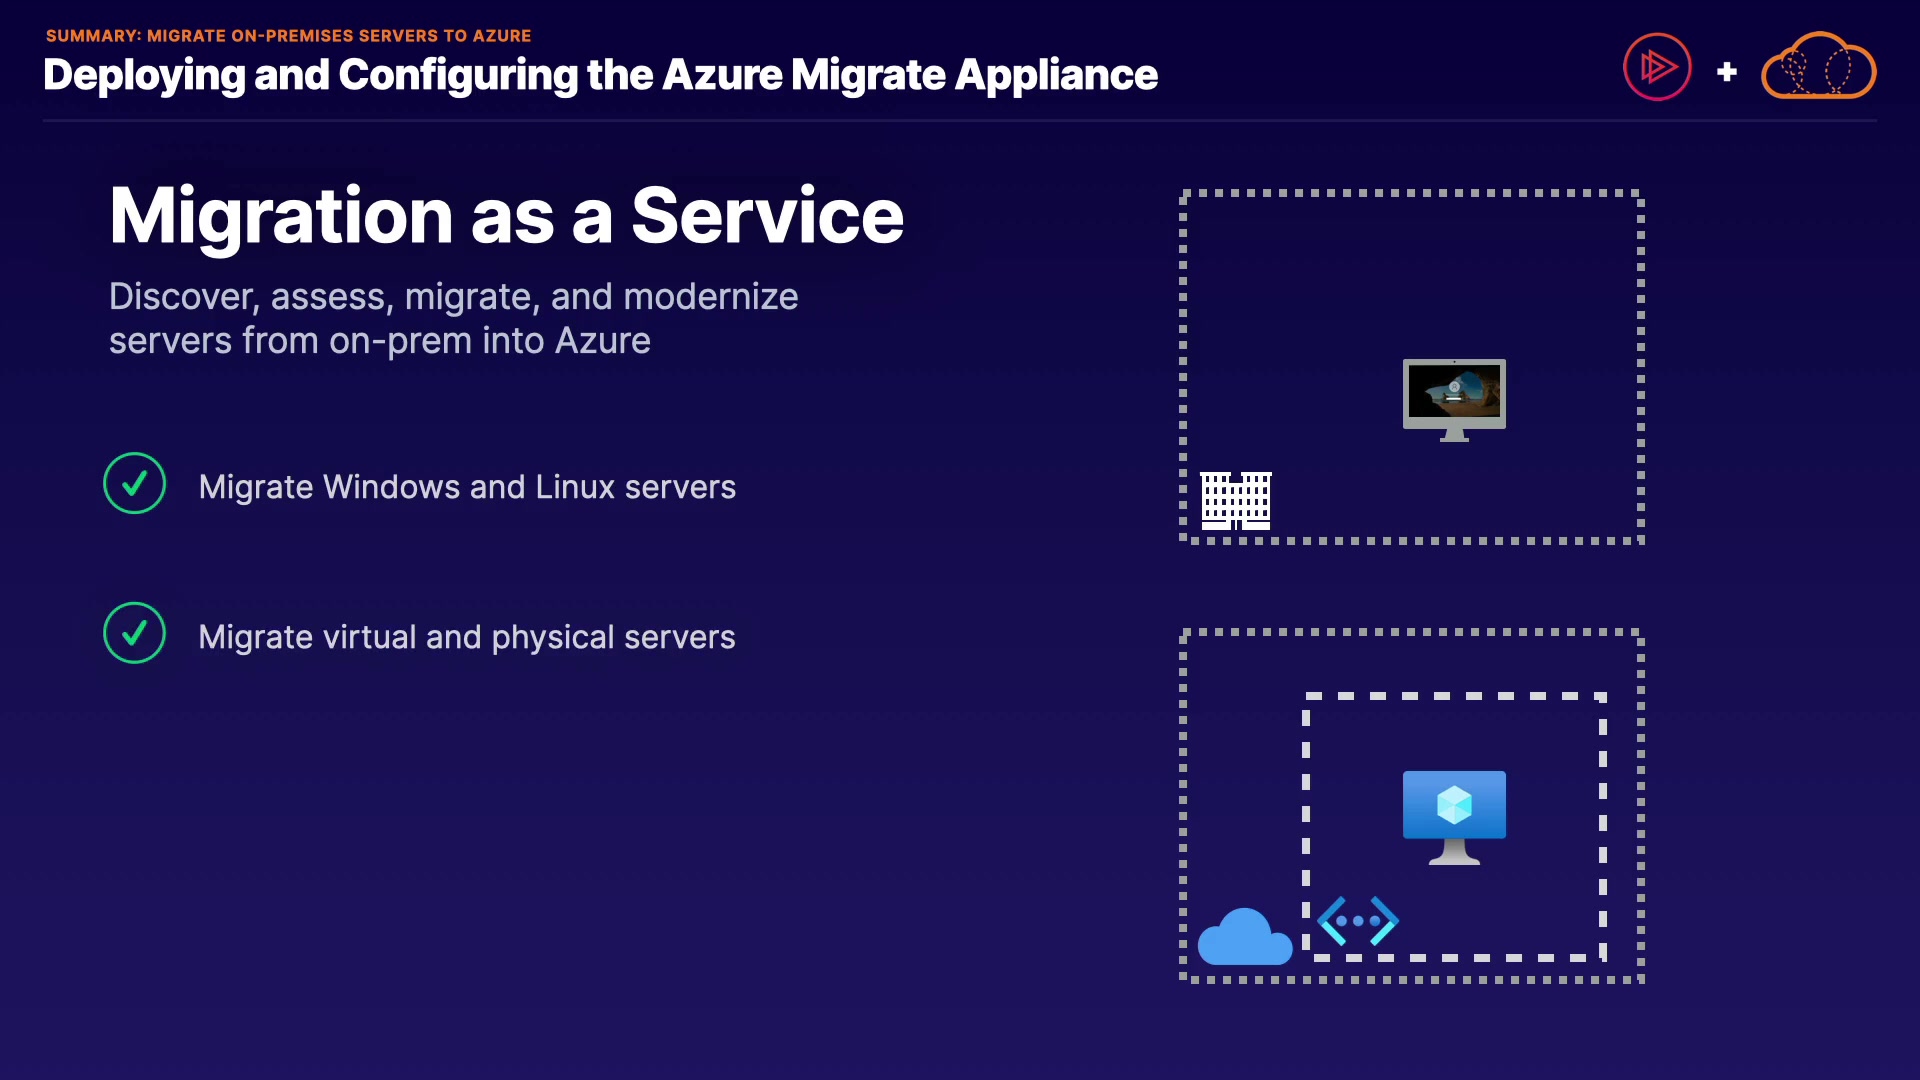 SUMMARY: MIGRATE ON-PREMISES SERVERS TO AZURE
Deploying and Configuring the Azure Migrate Appliance
Migration as a Service
Discover, assess, migrate, and modernize
servers from on-prem into Azure
Migrate Windows and Linux servers
Migrate virtual and physical servers